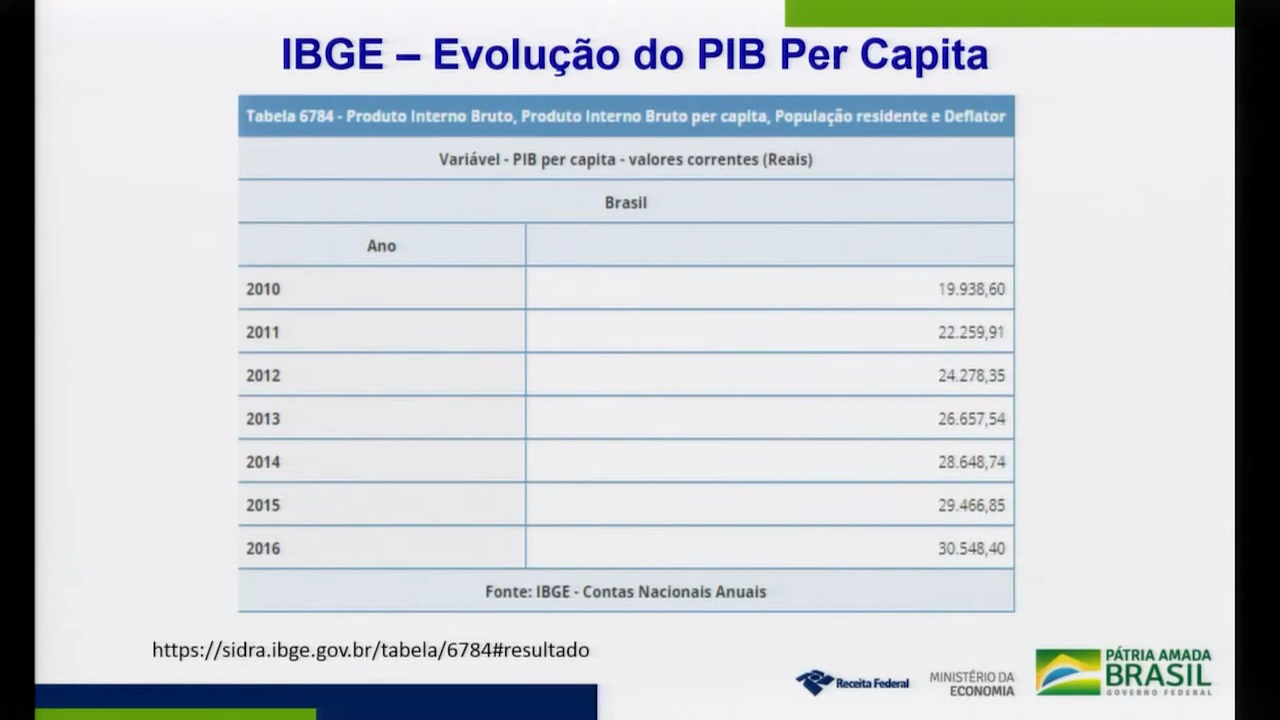 IBGE – Evolução do PIB Per Capita
Tabela 6784 - Produto Interno Bruto, Produto Interno Bruto per capita, População residente e Deflator
Variável - PIB per capita - valores correntes (Reais)
Brasil
Ano
2010 19.938,60
2011 22.259,91
2012 24.278,35
2013 26.657,54
2014 28.648,74
2015 29.466,85
2016 30.548,40
Fonte: IBGE - Contas Nacionais Anuais
https://sidra.ibge.gov.br/tabela/6784#resultado
Receita Federal
MINISTÉRIO DA
ECONOMIA
PÁTRIA AMADA
BRASIL
GOVERNO FEDERAL